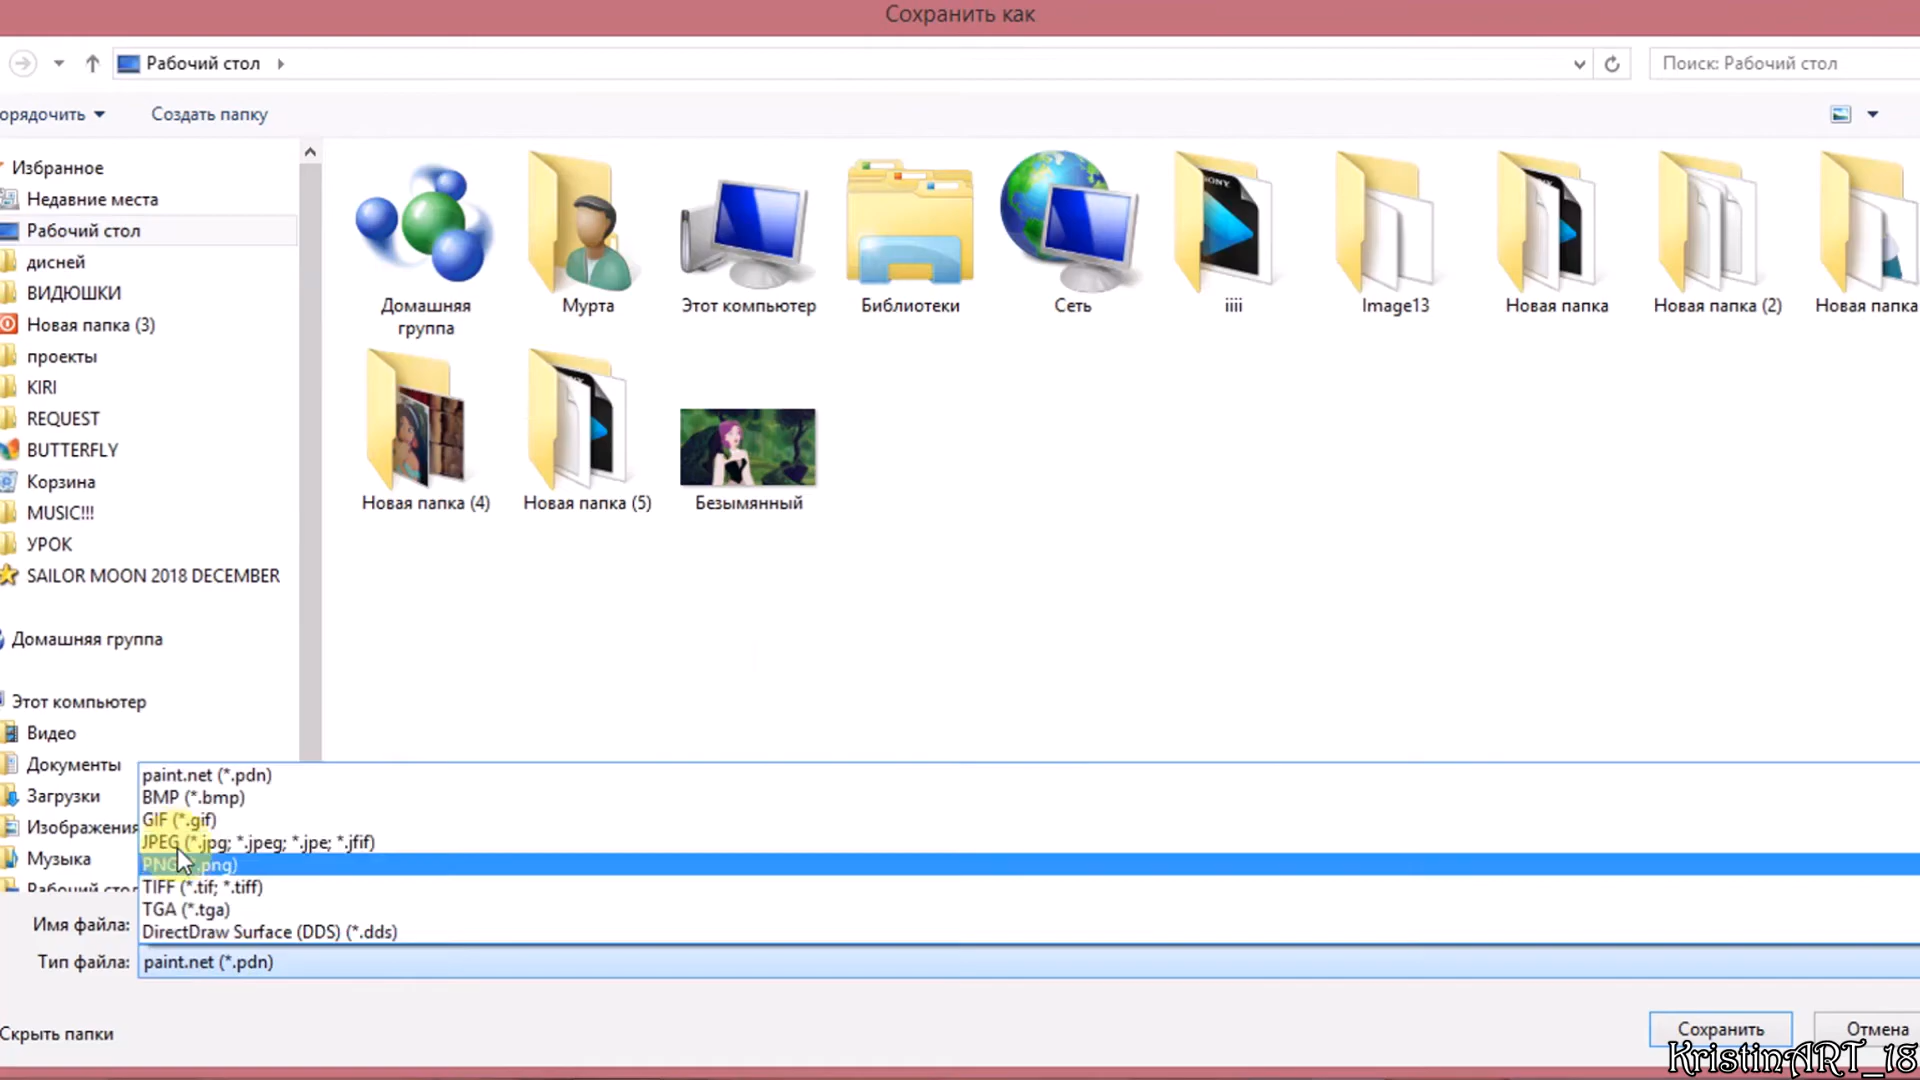 Сохранить как
Рабочий стол
Поиск: Рабочий стол
орядочить
Создать папку
Избранное
Недавние места
Рабочий стол
дисней
ВИДЮШКИ
Новая папка (3)
проекты
KIRI
REQUEST
BUTTERFLY
Корзина
MUSIC!!!
УРОК
SAILOR MOON 2018 DECEMBER
Домашняя группа
Этот компьютер
Видео
Документы
Загрузки
Изображения
Музыка
Рабочий сто
Домашняя
группа
Мурта
Этот компьютер
Библиотеки
Сеть
SONY
iiii
Image13
Новая папка
Новая папка (2)
Новая папка
Новая папка (4)
Новая папка (5)
Безымянный
paint.net (*.pdn)
BMP (*.bmp)
GIF (*.gif)
JPEG (*.jpg; *.jpeg; *.jpe; *.jfif)
PNG (*.png)
TIFF (*.tif; *.tiff)
TGA (*.tga)
DirectDraw Surface (DDS) (*.dds)
Имя файла:
Тип файла:
paint.net (*.pdn)
Скрыть папки
Сохранить
Отмена
KristinART_18